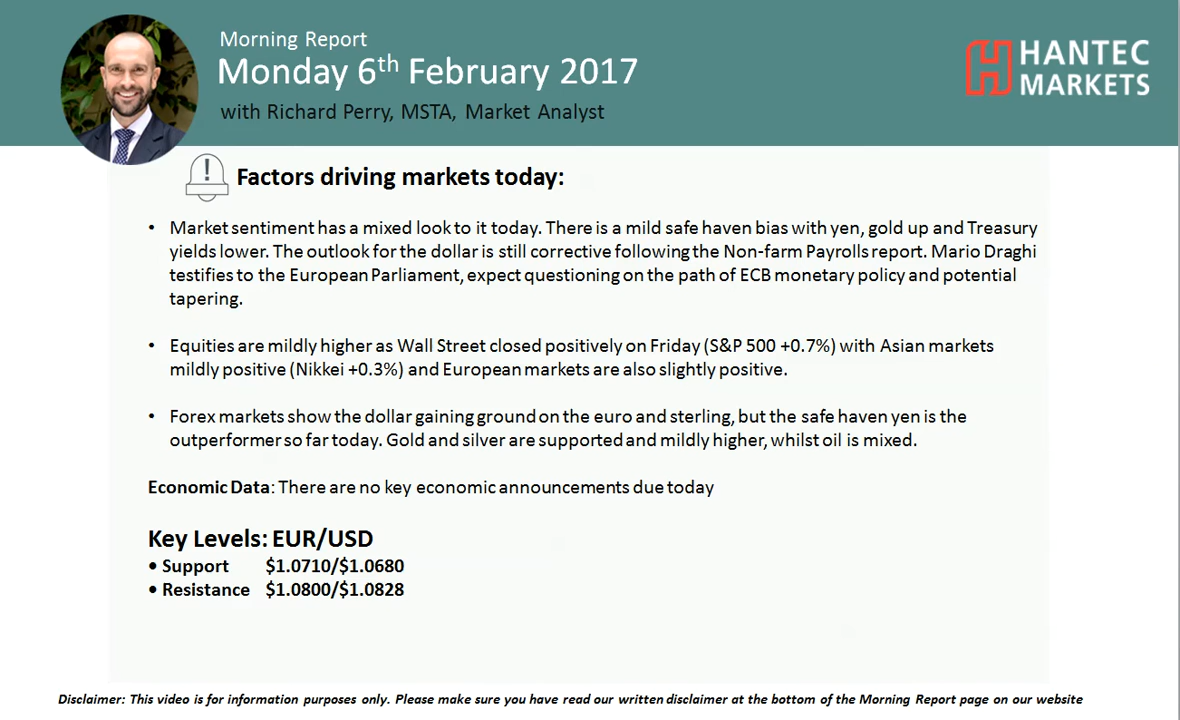 Morning Report
Monday 6th February 2017
with Richard Perry, MSTA, Market Analyst
HANTEC
MARKETS
Factors driving markets today:
• Market sentiment has a mixed look to it today. There is a mild safe haven bias with yen, gold up and Treasury
yields lower. The outlook for the dollar is still corrective following the Non-farm Payrolls report. Mario Draghi
testifies to the European Parliament, expect questioning on the path of ECB monetary policy and potential
tapering.
• Equities are mildly higher as Wall Street closed positively on Friday (S&P 500 +0.7%) with Asian markets
mildly positive (Nikkei +0.3%) and European markets are also slightly positive.
• Forex markets show the dollar gaining ground on the euro and sterling, but the safe haven yen is the
outperformer so far today. Gold and silver are supported and mildly higher, whilst oil is mixed.
Economic Data: There are no key economic announcements due today
Key Levels: EUR/USD
• Support $1.0710/$1.0680
• Resistance $1.0800/$1.0828
Disclaimer: This video is for information purposes only. Please make sure you have read our written disclaimer at the bottom of the Morning Report page on our website